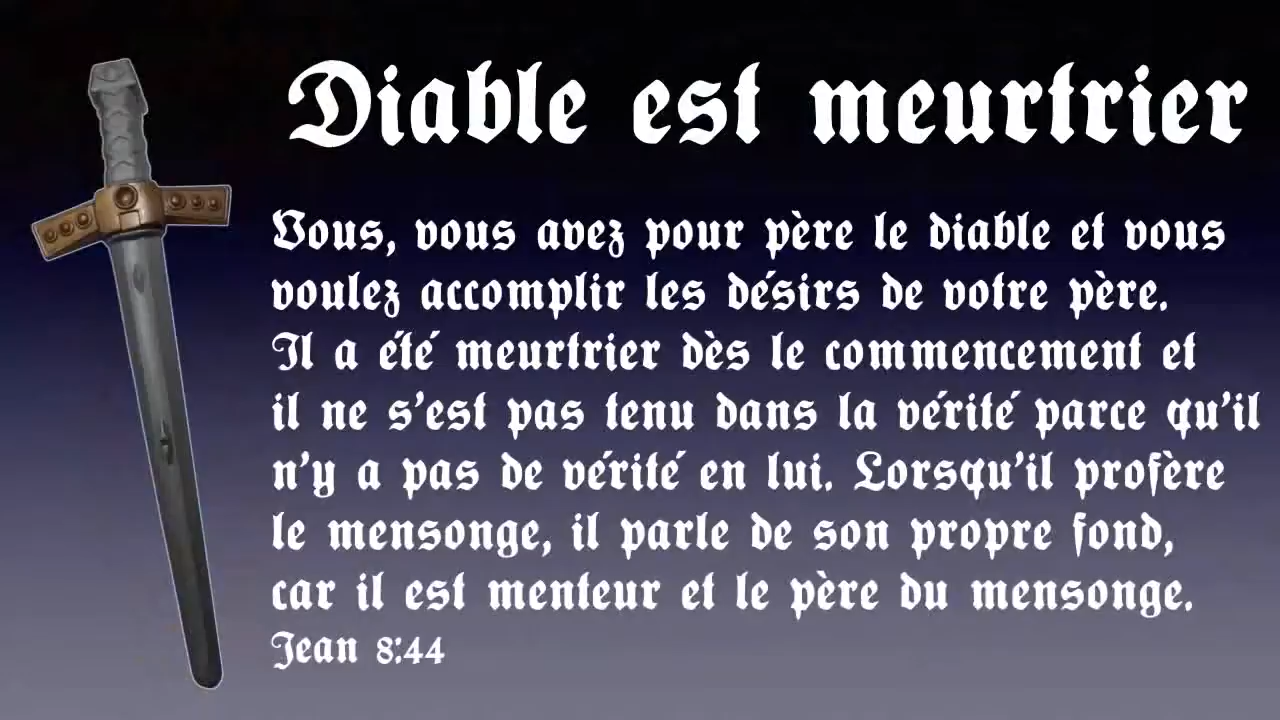 Diable est meurtrier
Vous, vous avez pour père le diable et vous
voulez accomplir les désirs de votre père.
Il a été meurtrier dès le commencement et
il ne s'est pas tenu dans la vérité parce qu'il
n'y a pas de vérité en lui. Lorsqu'il profère
le mensonge, il parle de son propre fond,
car il est menteur et le père du mensonge.
Jean 8:44